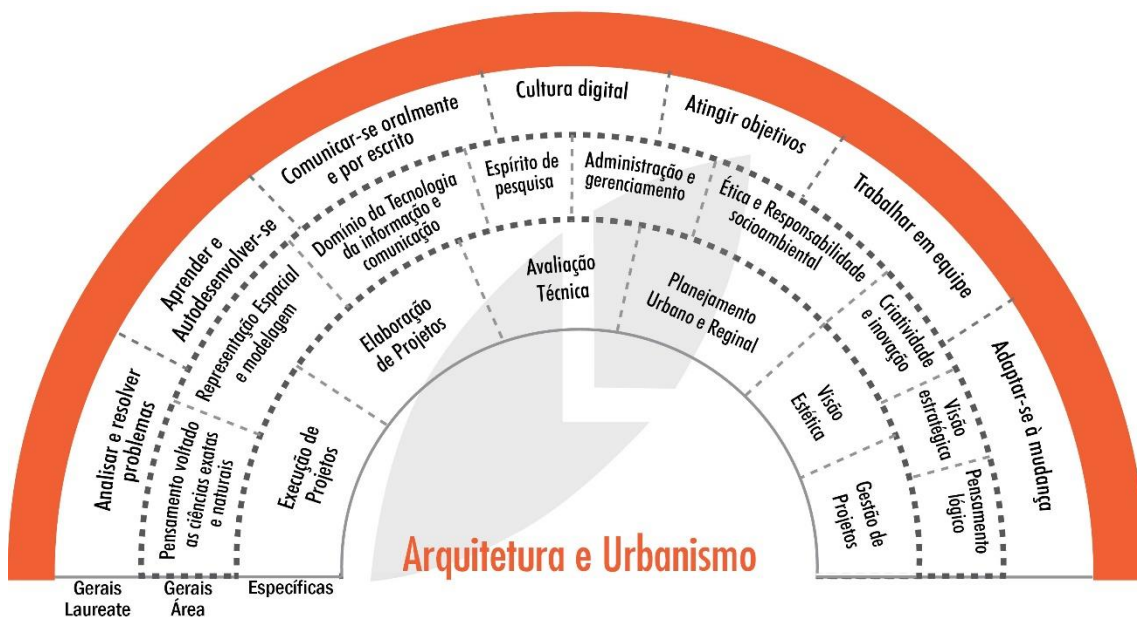 Analisar e resolver
problemas
Aprender e
Autodesenvolver-se
Comunicar-se oralmente
e por escrito
Cultura digital
Atingir objetivos
Trabalhar em equipe
Adaptar-se à mudança
Pensamento voltado
as ciências exatas
e naturais
Representação Espacial
e modelagem
Domínio da Tecnologia
da informação e
comunicação
Espírito de
pesquisa
Administração e
gerenciamento
Ética e Responsabilidade
socioambiental
Criatividade
e inovação
Visão
estratégica
Pensamento
lógico
Execução de
Projetos
Elaboração
de Projetos
Avaliação
Técnica
Planejamento
Urbano e Reginal
Visão
Estética
Gestão de
Projetos
Arquitetura e Urbanismo
Gerais
Laureate
Gerais
Área
Específicas